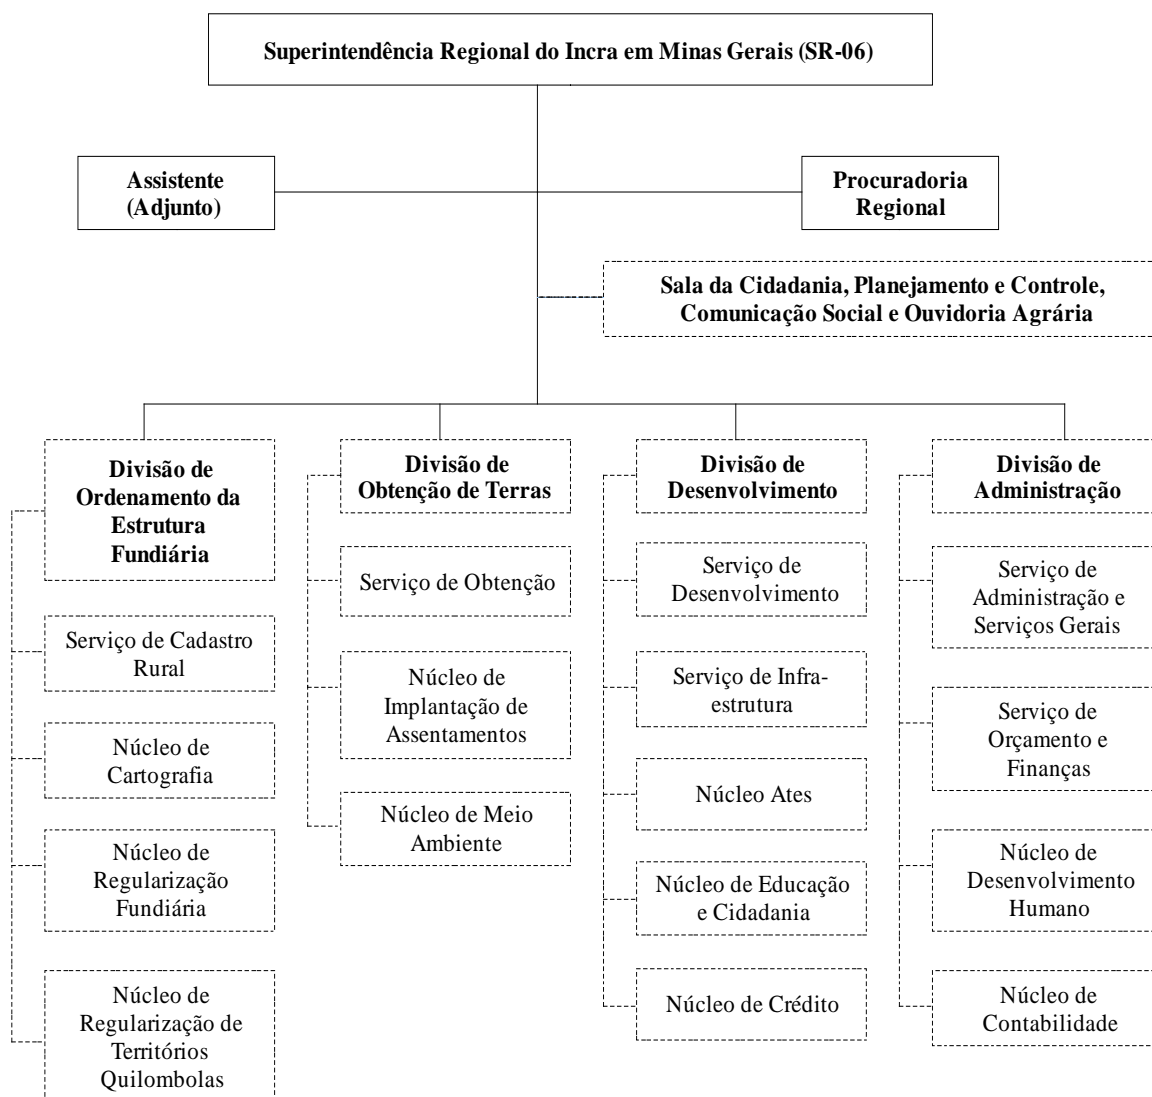 Superintendência Regional do Incra em Minas Gerais (SR-06)
Assistente
(Adjunto)
Procuradoria
Regional
Sala da Cidadania, Planejamento e Controle,
Comunicação Social e Ouvidoria Agrária
Divisão de
Ordenamento da
Estrutura
Fundiária
Serviço de Cadastro
Rural
Núcleo de
Cartografia
Núcleo de
Regularização
Fundiária
Núcleo de
Regularização de
Territórios
Quilombolas
Divisão de
Obtenção de Terras
Serviço de Obtenção
Núcleo de
Implantação de
Assentamentos
Núcleo de Meio
Ambiente
Divisão de
Desenvolvimento
Serviço de
Desenvolvimento
Serviço de Infra-
estrutura
Núcleo Ates
Núcleo de Educação
e Cidadania
Núcleo de Crédito
Divisão de
Administração
Serviço de
Administração e
Serviços Gerais
Serviço de
Orçamento e
Finanças
Núcleo de
Desenvolvimento
Humano
Núcleo de
Contabilidade